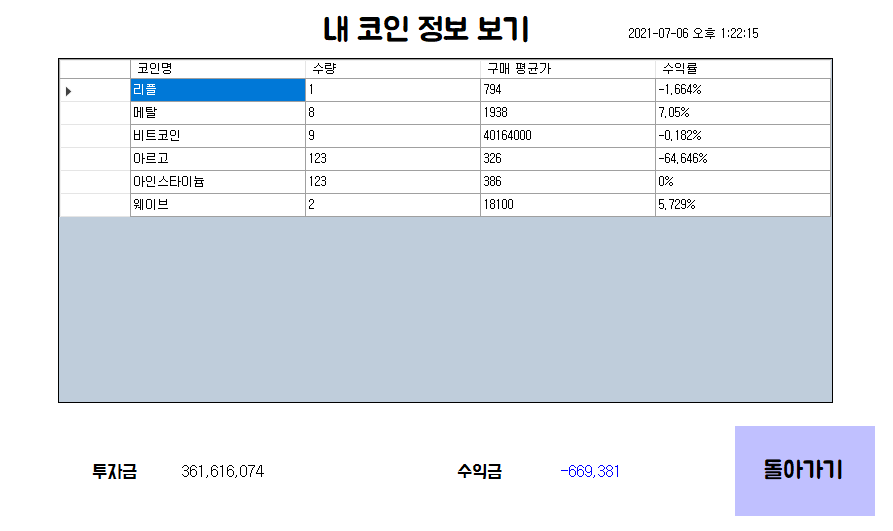 내 코인 정보 보기
2021-07-06 오후 1:22:15
코인명 수량 구매 평균가 수익률
리플 1 794 -1,664%
메탈 8 1938 7,05%
비트코인 9 40164000 -0,182%
아르고 123 326 -64,646%
아인스타이늄 123 386 0%
웨이브 2 18100 5,729%
투자금 361,616,074 수익금 -669,381 돌아가기